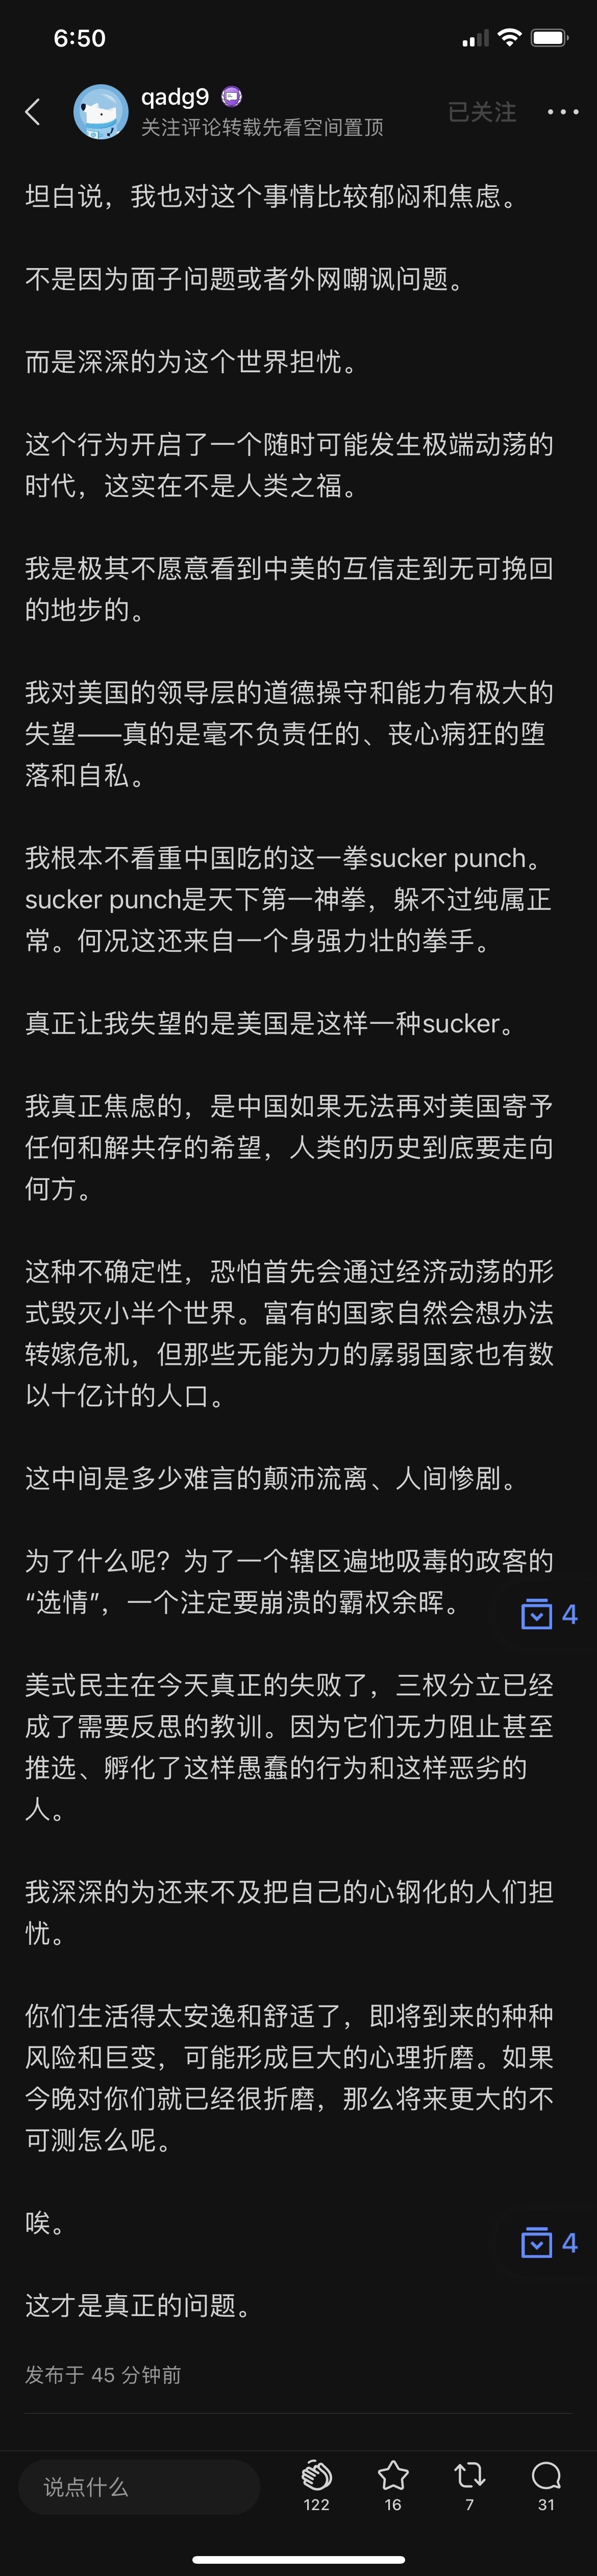 6:50
qadg9
关注评论转载先看空间置顶
已关注
坦白说，我也对这个事情比较郁闷和焦虑。
不是因为面子问题或者外网嘲讽问题。
而是深深的为这个世界担忧。
这个行为开启了一个随时可能发生极端动荡的
时代，这实在不是人类之福。
我是极其不愿意看到中美的互信走到无可挽回
的地步的。
我对美国的领导层的道德操守和能力有极大的
失望——真的是毫不负责任的、丧心病狂的堕
落和自私。
我根本不看重中国吃的这一拳sucker punch。
sucker punch是天下第一神拳，躲不过纯属正
常。何况这还来自一个身强力壮的拳手。
真正让我失望的是美国是这样一种sucker。
我真正焦虑的，是中国如果无法再对美国寄予
任何和解共存的希望，人类的历史到底要走向
何方。
这种不确定性，恐怕首先会通过经济动荡的形
式毁灭小半个世界。富有的国家自然会想办法
转嫁危机，但那些无能为力的孱弱国家也有数
以十亿计的人口。
这中间是多少难言的颠沛流离、人间惨剧。
为了什么呢？为了一个辖区遍地吸毒的政客的
“选情”，一个注定要崩溃的霸权余晖。
4
美式民主在今天真正的失败了，三权分立已经
成了需要反思的教训。因为它们无力阻止甚至
推选、孵化了这样愚蠢的行为和这样恶劣的
人。
我深深的为还来不及把自己的心钢化的人们担
忧。
你们生活得太安逸和舒适了，即将到来的种种
风险和巨变，可能形成巨大的心理折磨。如果
今晚对你们就已经很折磨，那么将来更大的不
可测怎么呢。
唉。
4
这才是真正的问题。
发布于 45 分钟前
说点什么
122
16
7
31